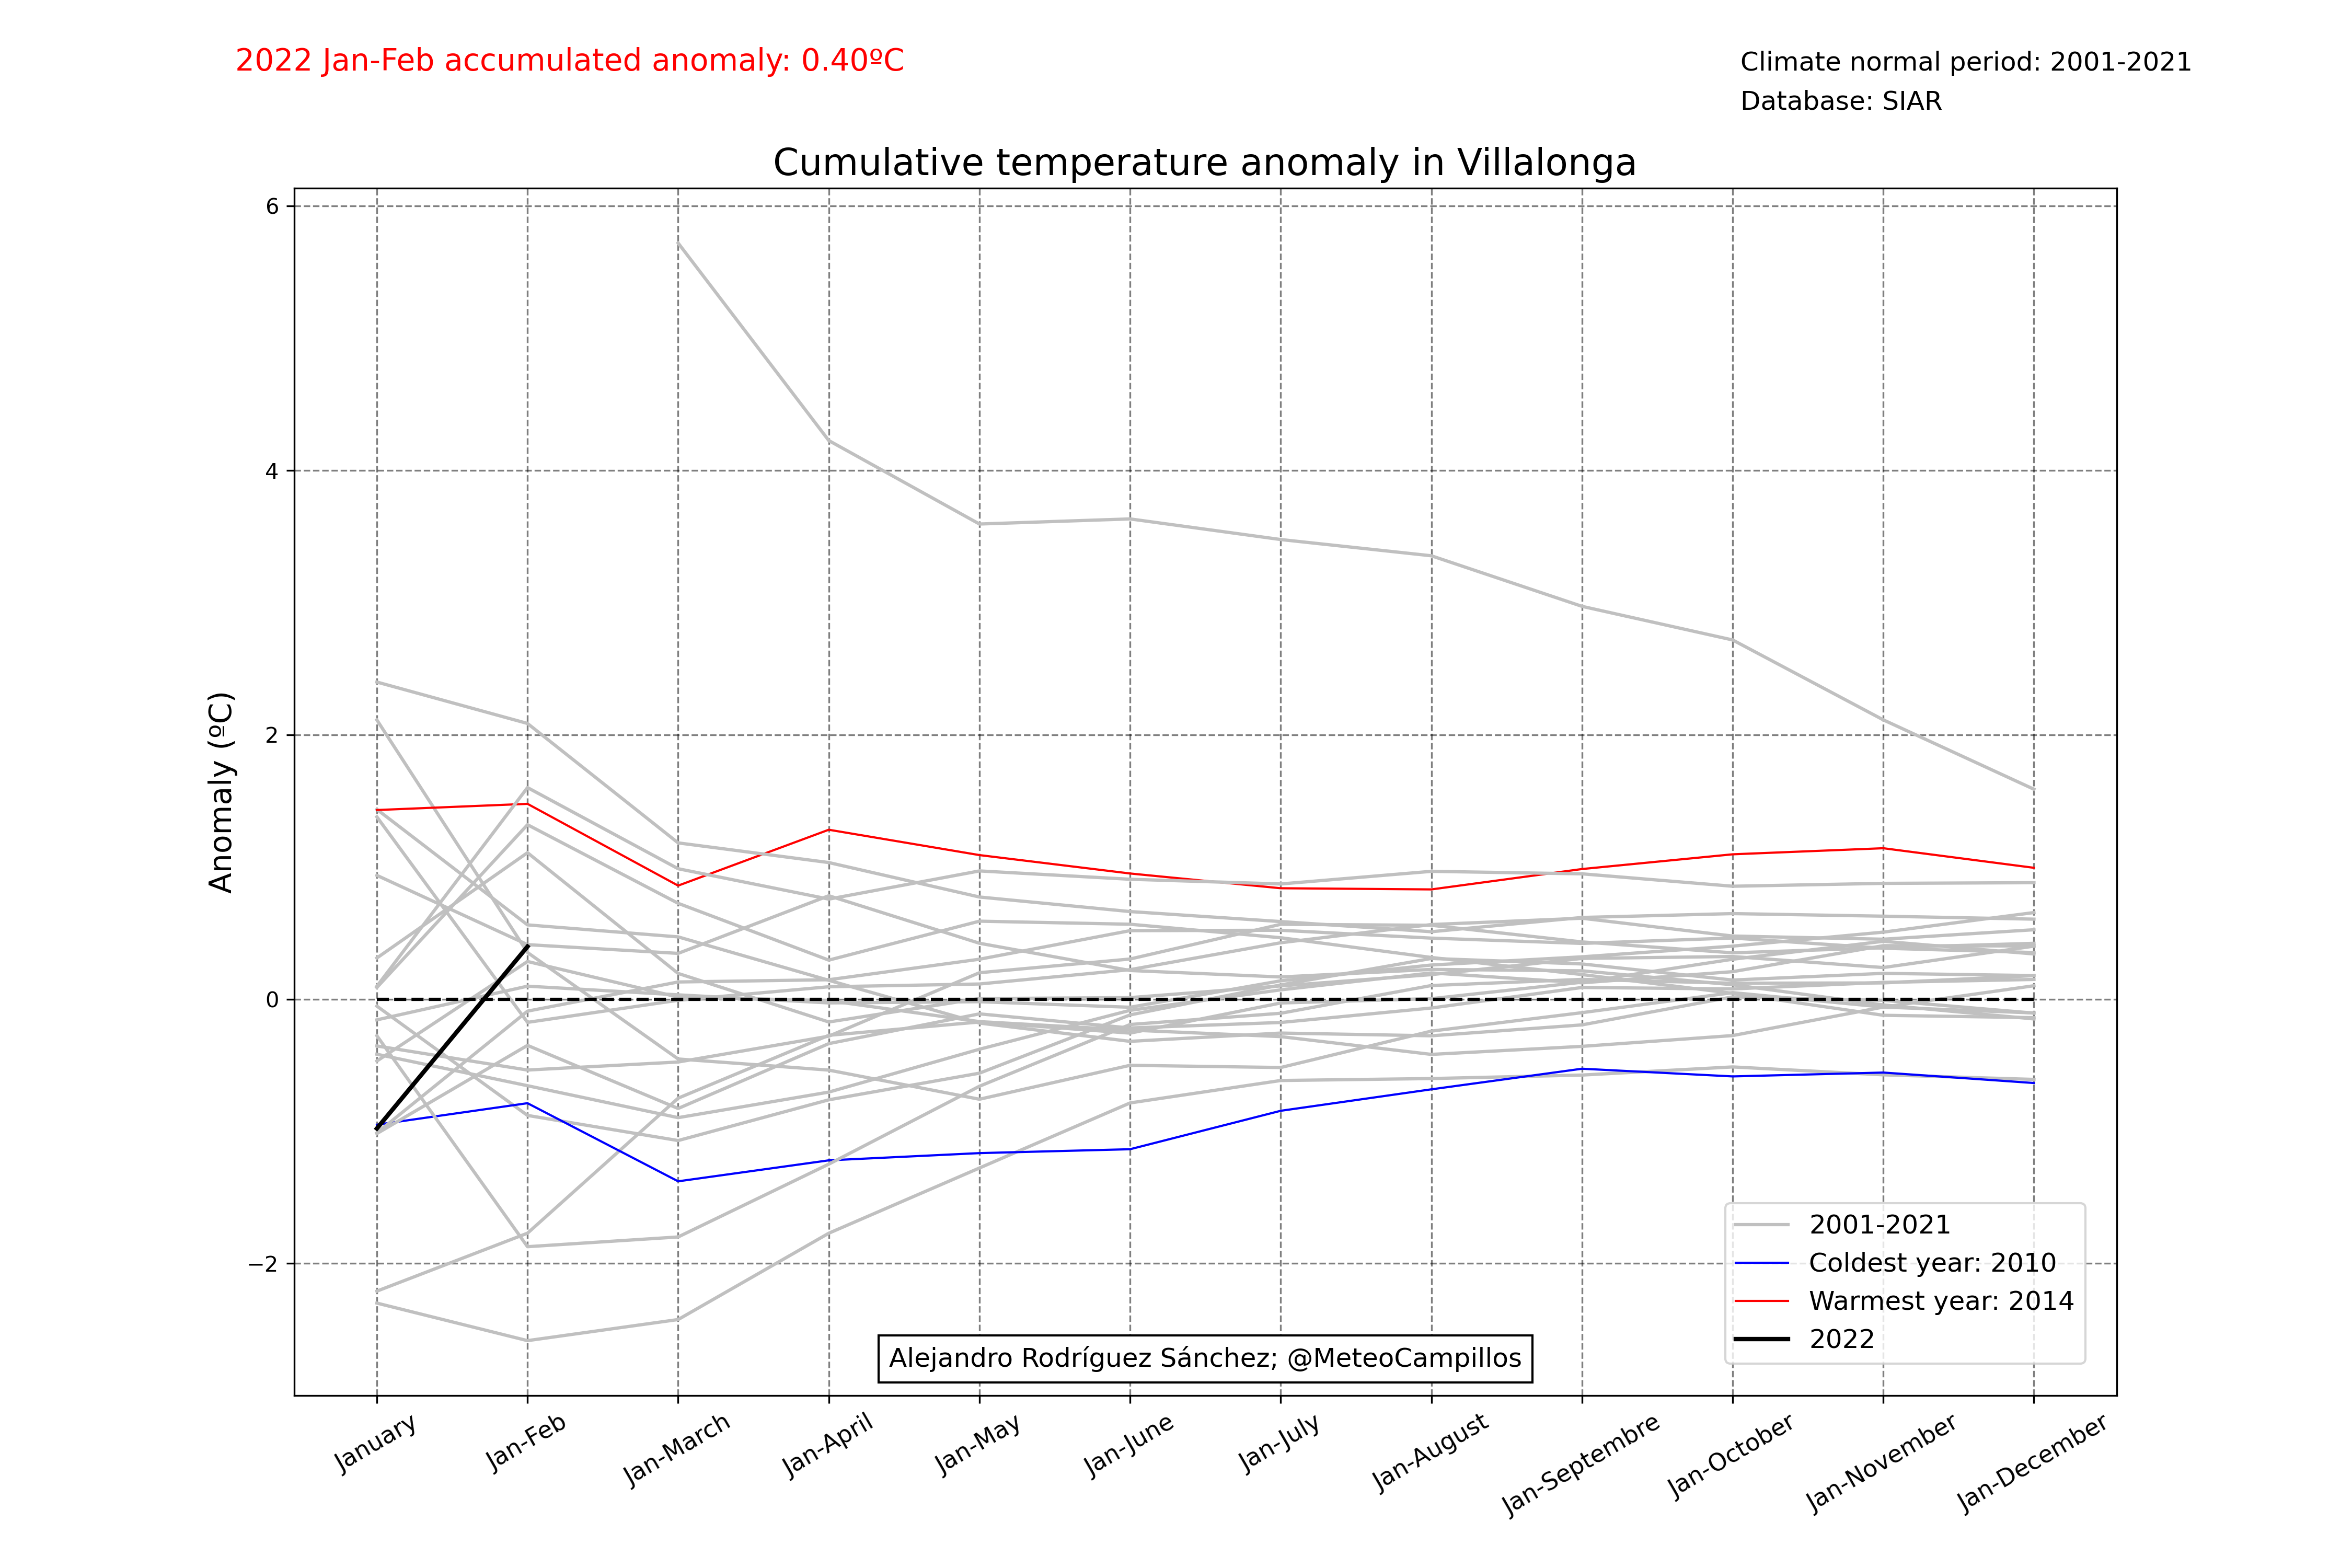 2022 Jan-Feb accumulated anomaly: 0.40ºC
Climate normal period: 2001-2021
Database: SIAR
Cumulative temperature anomaly in Villalonga
6
4
2
0
−2
Anomaly (ºC)
2001-2021
Coldest year: 2010
Warmest year: 2014
2022
Alejandro Rodríguez Sánchez; @MeteoCampillos
January
Jan-Feb
Jan-March
Jan-April
Jan-May
Jan-June
Jan-July
Jan-August
Jan-Septembre
Jan-October
Jan-November
Jan-December